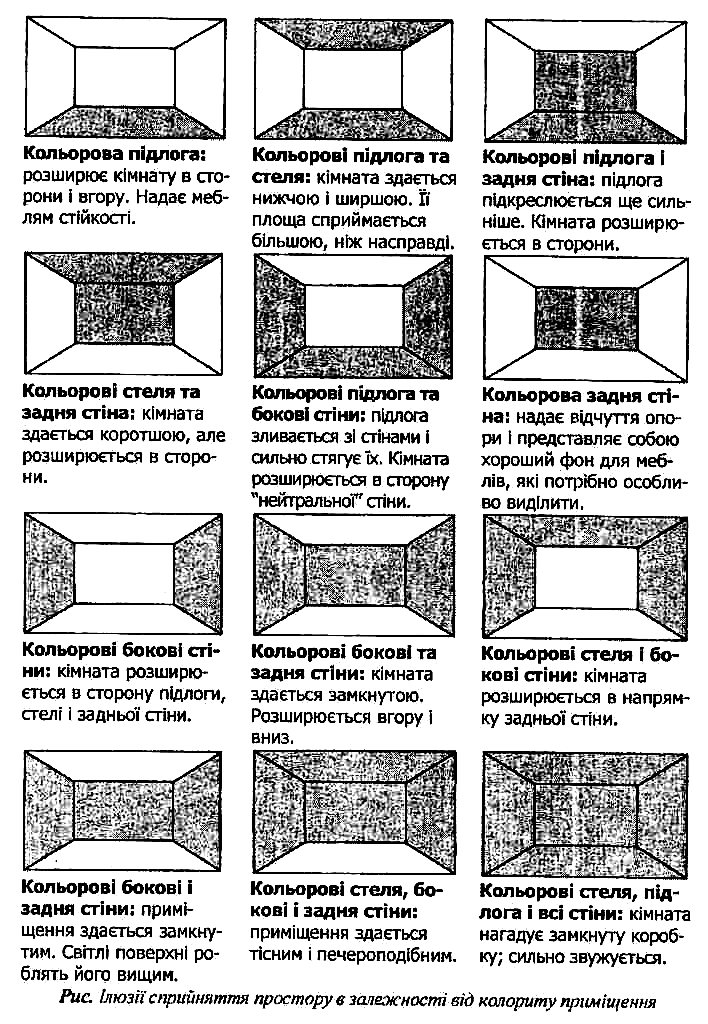 Кольорова підлога:
розширює кімнату в сто-
рони і вгору. Надає меб-
лям стійкості.
Кольорові підлога та
стеля: кімната здається
нижчою і ширшою. Її
площа сприймається
більшою, ніж насправді.
Кольорові підлога і
задня стіна: підлога
підкреслюється ще силь-
ніше. Кімната розширю-
ється в сторони.
Кольорові стеля та
задня стіна: кімната
здається коротшою, але
розширюється в сторо-
ни.
Кольорові підлога та
бокові стіни: підлога
зливається зі стінами і
сильно стягує їх. Кімната
розширюється в сторону
"нейтральної" стіни.
Кольорова задня сті-
на: надає відчуття опо-
ри і представляє собою
хороший фон для меб-
лів, які потрібно особли-
во виділити.
Кольорові бокові сті-
ни: кімната розширю-
ється в сторону підлоги,
стелі і задньої стіни.
Кольорові бокові та
задня стіни: кімната
здається замкнутою.
Розширюється вгору і
вниз.
Кольорові стеля і бо-
кові стіни: кімната
розширюється в напрям-
ку задньої стіни.
Кольорові бокові і
задня стіни: примі-
щення здається замкну-
тим. Світлі поверхні ро-
блять його вищим.
Кольорові стеля, бо-
кові і задня стіни:
приміщення здається
тісним і печероподібним.
Кольорові стеля, під-
лога і всі стіни: кімната
нагадує замкнуту короб-
ку; сильно звужується.
Рис. Ілюзії сприйняття простору в залежності від колориту приміщення